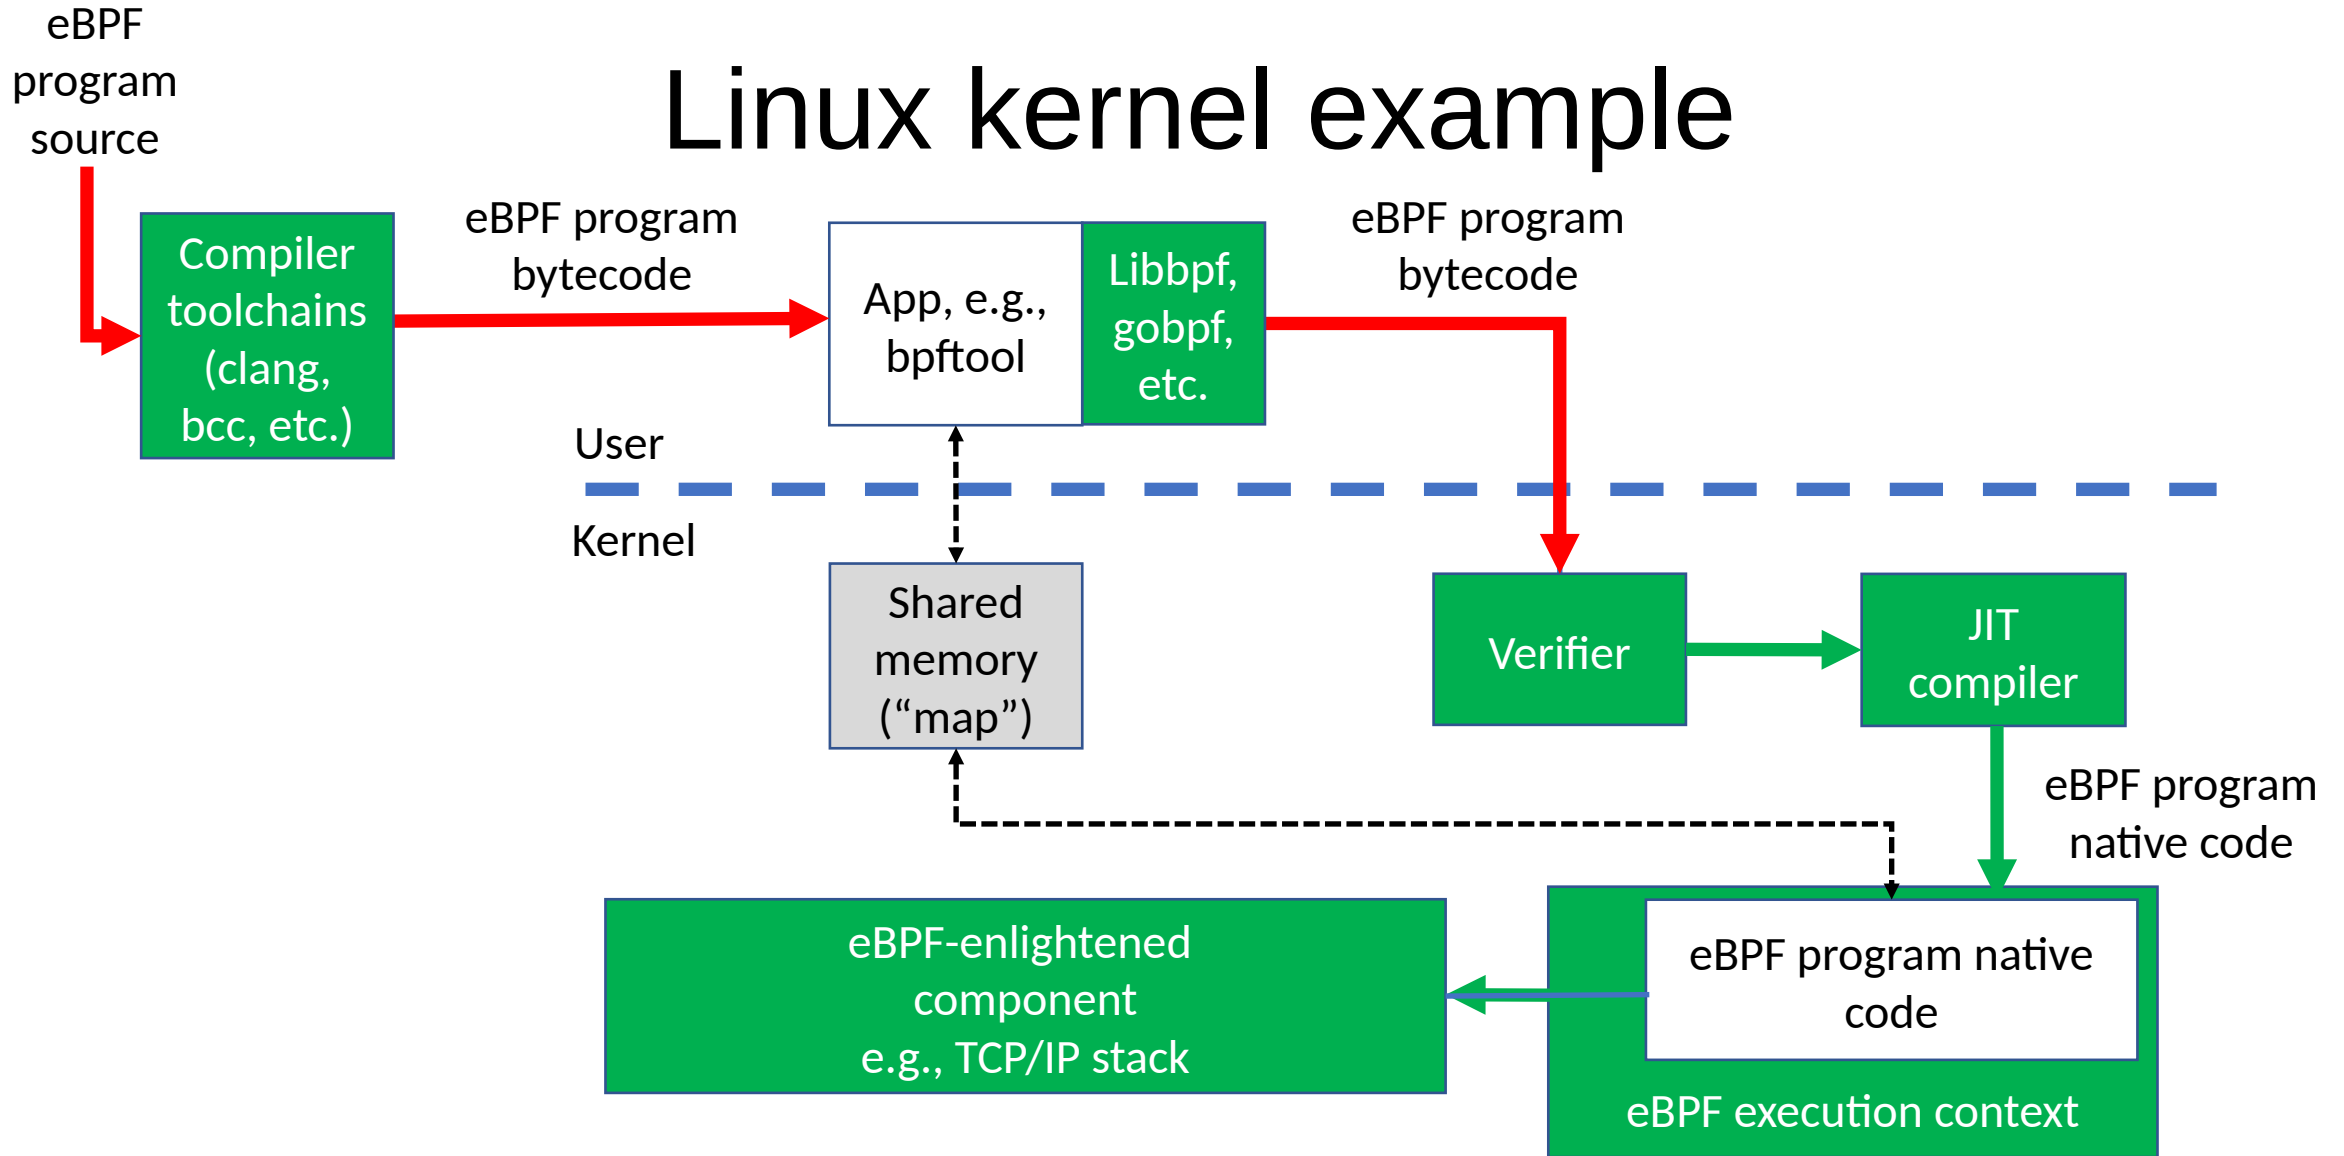 eBPF
program
source
Linux kernel example
Compiler
toolchains
(clang,
bcc, etc.)
eBPF program
bytecode
App, e.g.,
bpftool
Libbpf,
gobpf,
etc.
eBPF program
bytecode
User
Kernel
Shared
memory
(“map”)
Verifier
JIT
compiler
eBPF program
native code
eBPF-enlightened
component
e.g., TCP/IP stack
eBPF program native
code
eBPF execution context